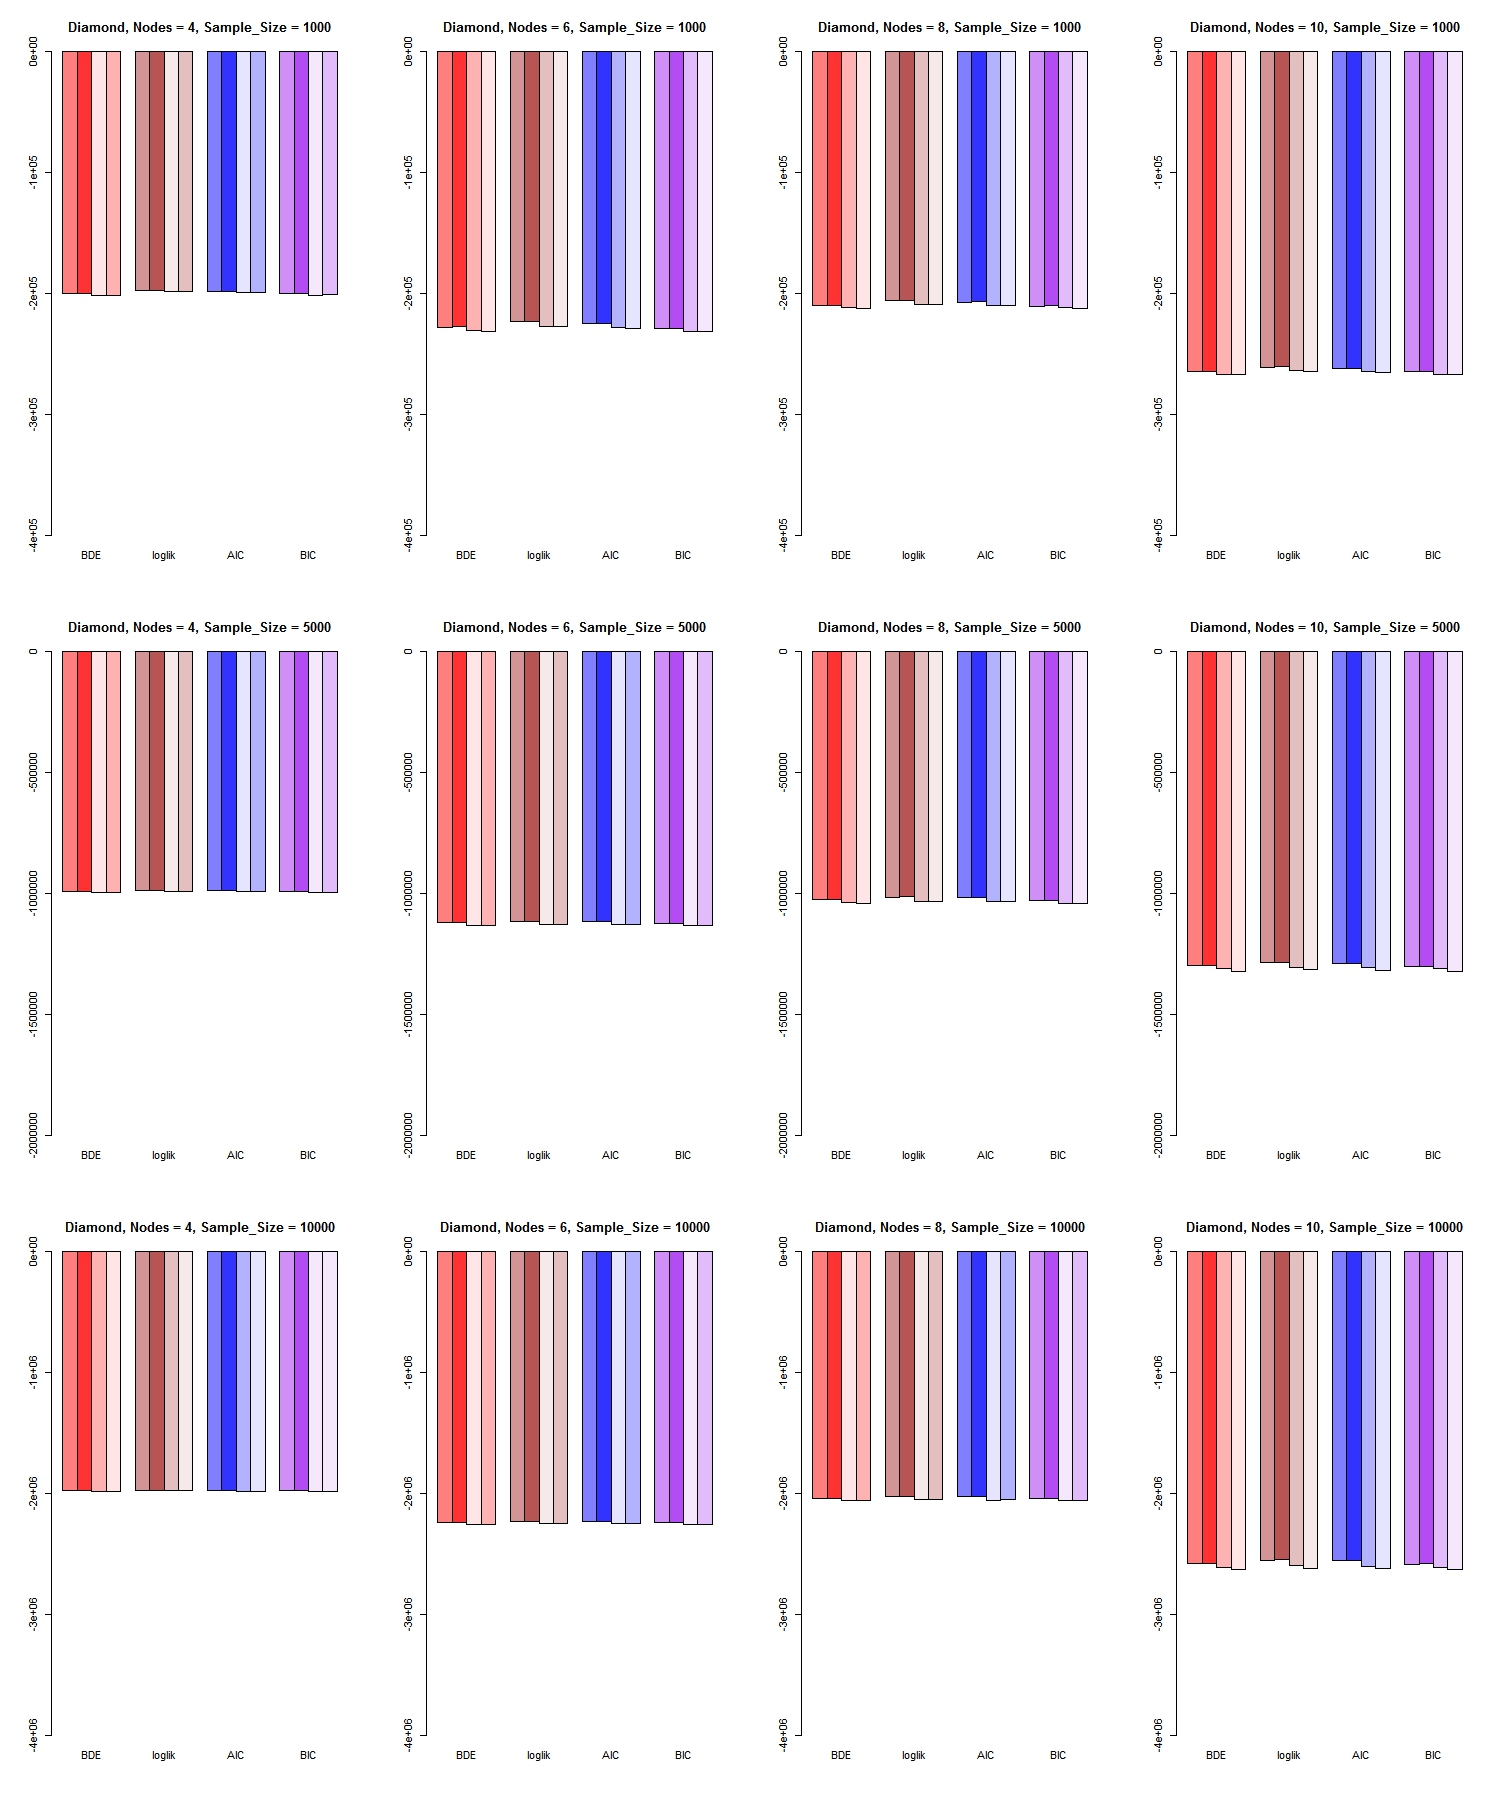 Diamond, Nodes = 4, Sample_Size = 1000
0e+00
-1e+05
-2e+05
-3e+05
-4e+05
BDE loglik AIC BIC
Diamond, Nodes = 6, Sample_Size = 1000
0e+00
-1e+05
-2e+05
-3e+05
-4e+05
BDE loglik AIC BIC
Diamond, Nodes = 8, Sample_Size = 1000
0e+00
-1e+05
-2e+05
-3e+05
-4e+05
BDE loglik AIC BIC
Diamond, Nodes = 10, Sample_Size = 1000
0e+00
-1e+05
-2e+05
-3e+05
-4e+05
BDE loglik AIC BIC
Diamond, Nodes = 4, Sample_Size = 5000
0
-500000
-1000000
-1500000
-2000000
BDE loglik AIC BIC
Diamond, Nodes = 6, Sample_Size = 5000
0
-500000
-1000000
-1500000
-2000000
BDE loglik AIC BIC
Diamond, Nodes = 8, Sample_Size = 5000
0
-500000
-1000000
-1500000
-2000000
BDE loglik AIC BIC
Diamond, Nodes = 10, Sample_Size = 5000
0
-500000
-1000000
-1500000
-2000000
BDE loglik AIC BIC
Diamond, Nodes = 4, Sample_Size = 10000
0e+00
-1e+06
-2e+06
-3e+06
-4e+06
BDE loglik AIC BIC
Diamond, Nodes = 6, Sample_Size = 10000
0e+00
-1e+06
-2e+06
-3e+06
-4e+06
BDE loglik AIC BIC
Diamond, Nodes = 8, Sample_Size = 10000
0e+00
-1e+06
-2e+06
-3e+06
-4e+06
BDE loglik AIC BIC
Diamond, Nodes = 10, Sample_Size = 10000
0e+00
-1e+06
-2e+06
-3e+06
-4e+06
BDE loglik AIC BIC